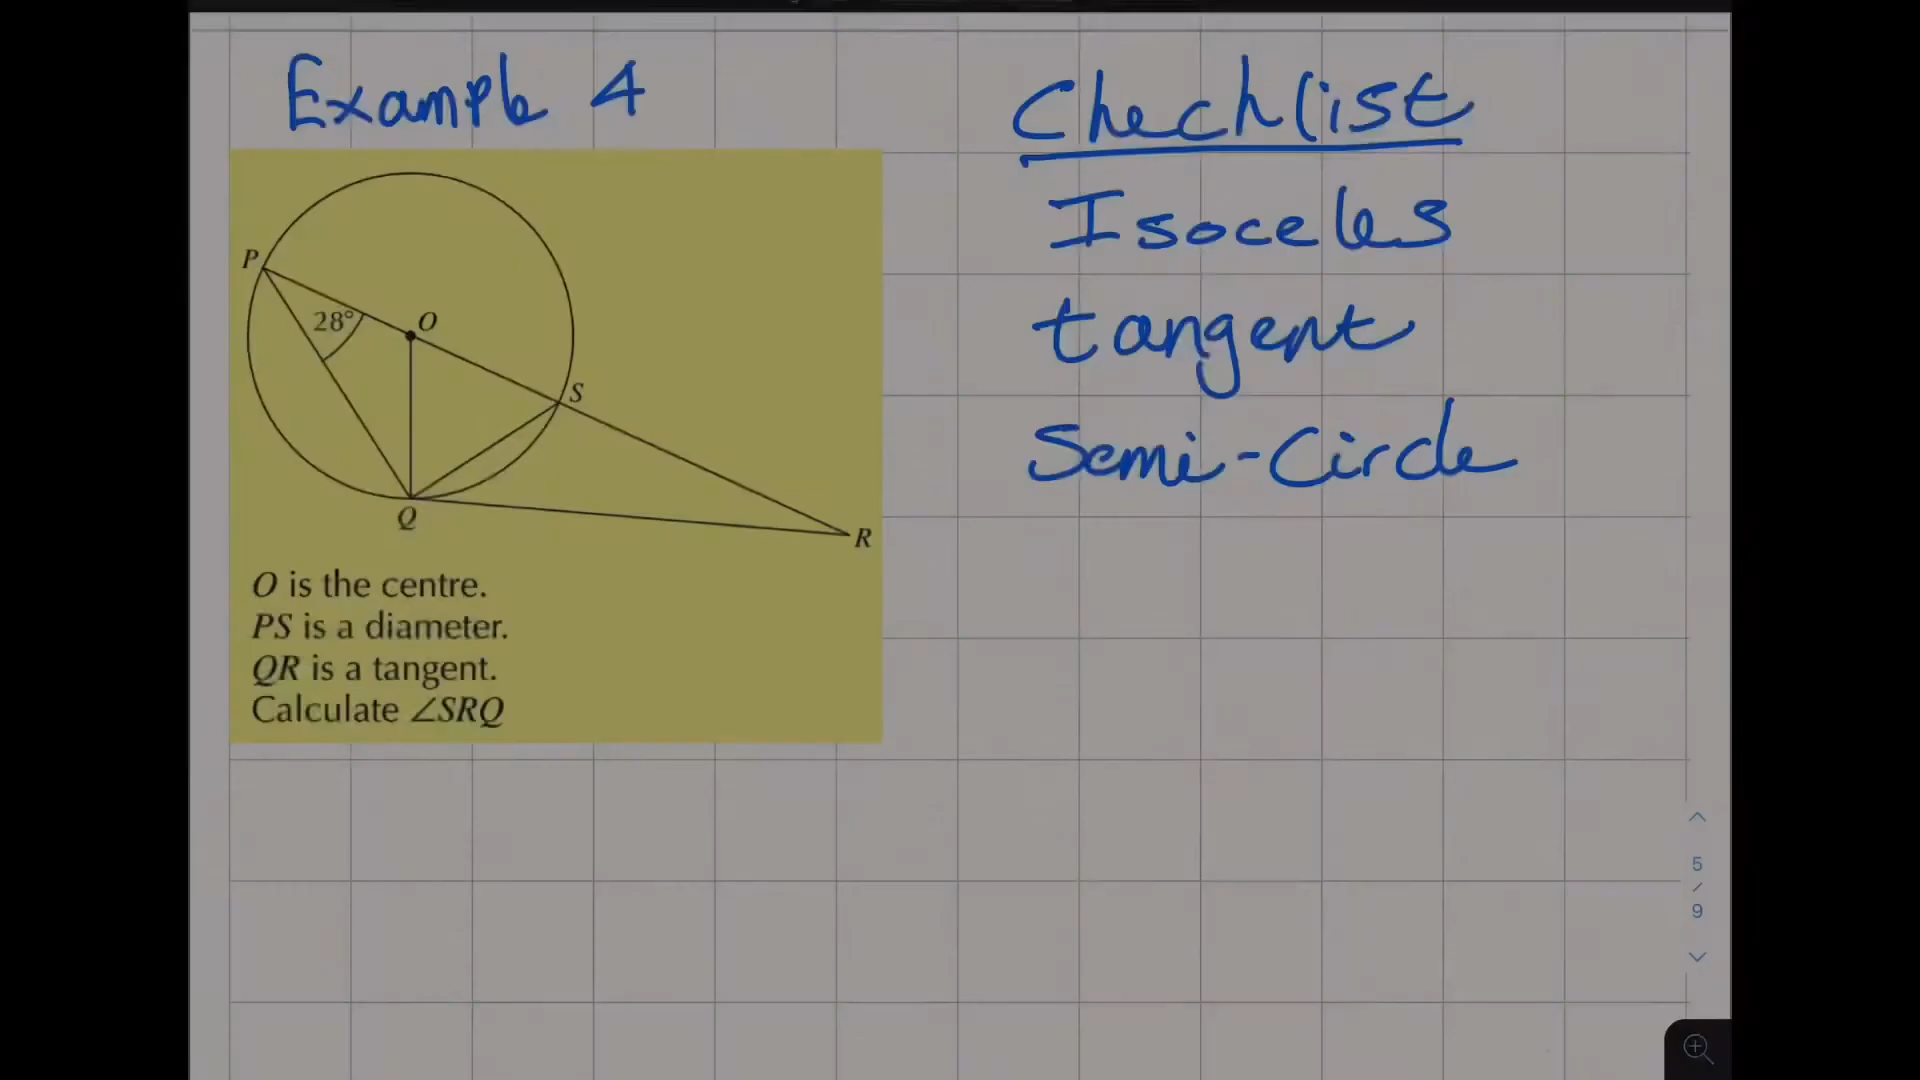 Example 4
Checklist
Isoceles
tangent
Semi-Circle
P
28°
O
S
Q
R
O is the centre.
PS is a diameter.
QR is a tangent.
Calculate ∠SRQ
5
/
9